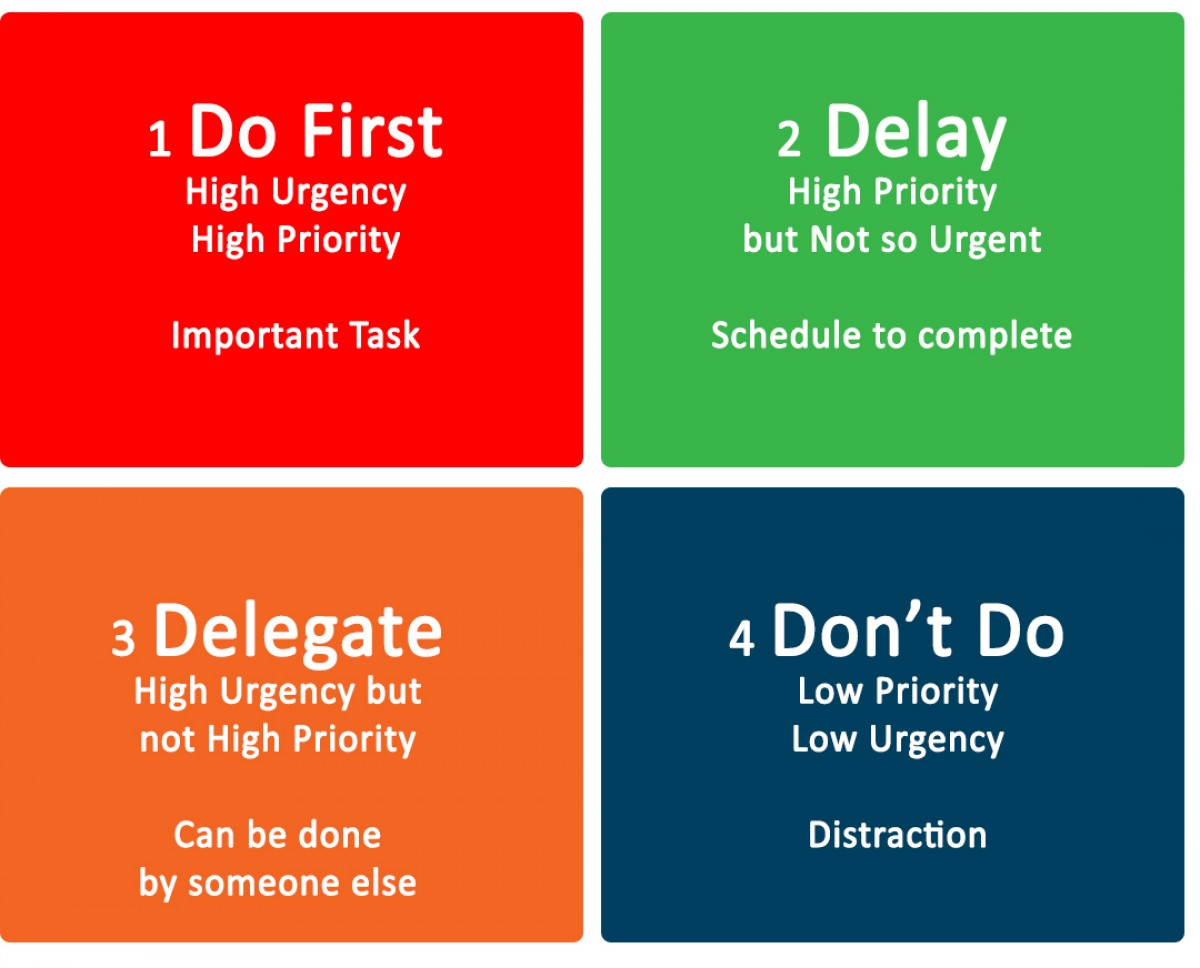 1 Do First
High Urgency
High Priority
Important Task
2 Delay
High Priority
but Not so Urgent
Schedule to complete
3 Delegate
High Urgency but
not High Priority
Can be done
by someone else
4 Don’t Do
Low Priority
Low Urgency
Distraction